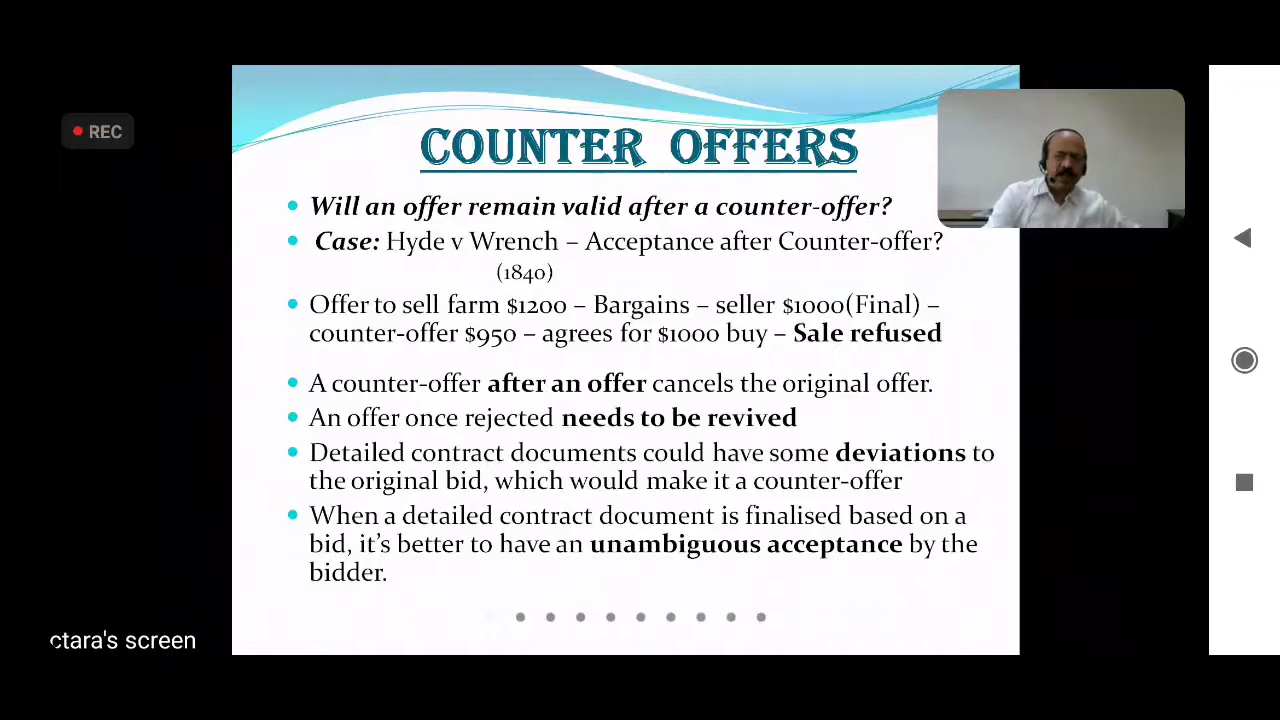 REC
COUNTER OFFERS
Will an offer remain valid after a counter-offer?
Case: Hyde v Wrench – Acceptance after Counter-offer?
(1840)
Offer to sell farm $1200 – Bargains – seller $1000(Final) –
counter-offer $950 – agrees for $1000 buy – Sale refused
A counter-offer after an offer cancels the original offer.
An offer once rejected needs to be revived
Detailed contract documents could have some deviations to
the original bid, which would make it a counter-offer
When a detailed contract document is finalised based on a
bid, it's better to have an unambiguous acceptance by the
bidder.
ctara's screen